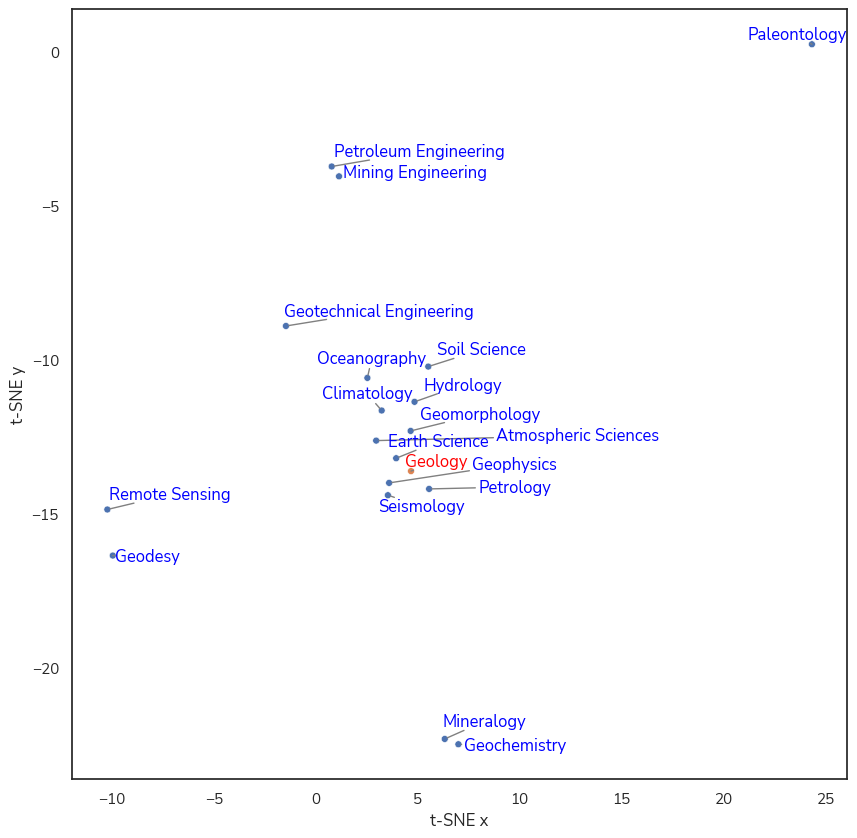 Paleontology
0
Petroleum Engineering
Mining Engineering
−5
Geotechnical Engineering
Soil Science
Oceanography
−10
Hydrology
Climatology
Geomorphology
Atmospheric Sciences
Earth Science
Geology
Geophysics
Petrology
Remote Sensing
Seismology
−15
Geodesy
−20
Mineralogy
Geochemistry
t-SNE y
−10
−5
0
5
10
15
20
25
t-SNE x